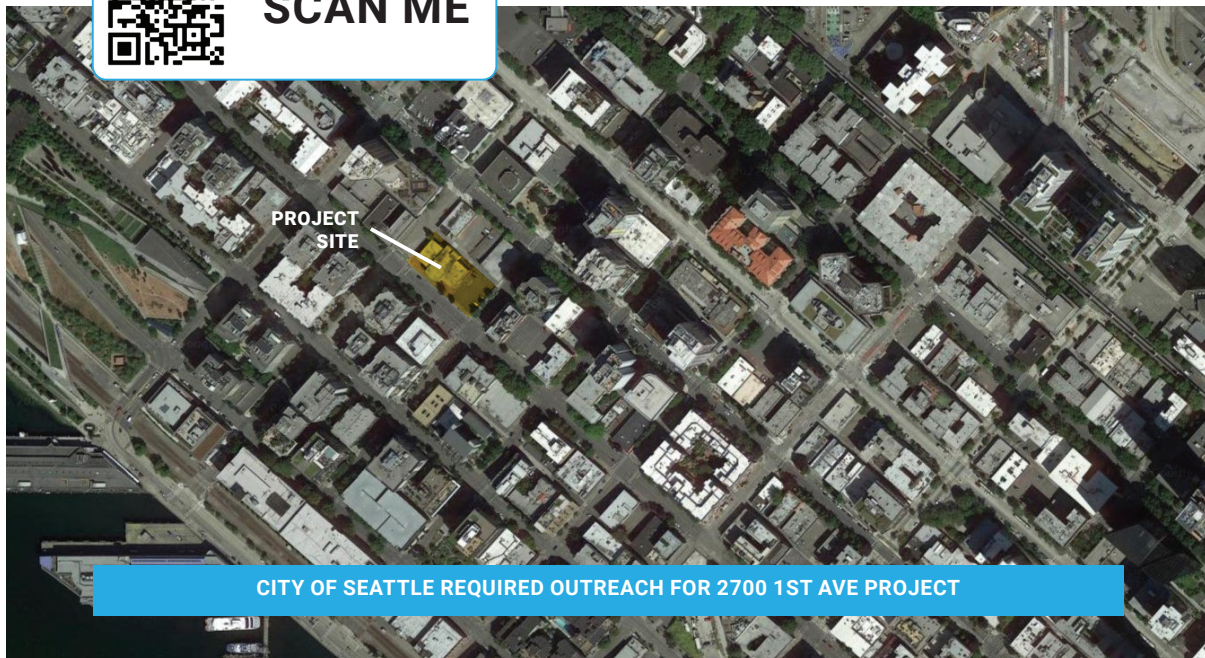 SCAN ME
PROJECT
SITE
CITY OF SEATTLE REQUIRED OUTREACH FOR 2700 1ST AVE PROJECT